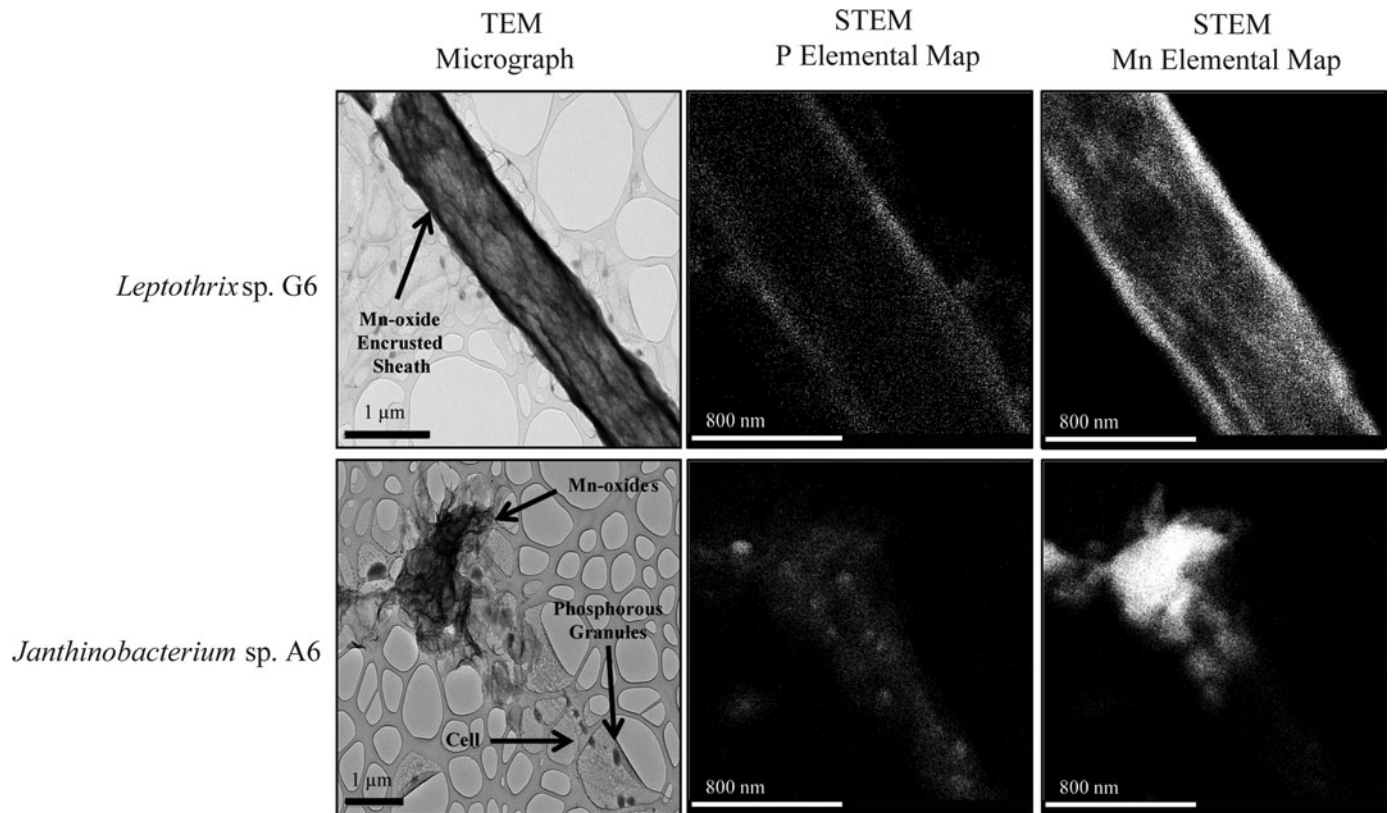 TEM
Micrograph
STEM
P Elemental Map
STEM
Mn Elemental Map
Leptothrix sp. G6
Mn-oxide
Encrusted
Sheath
1 µm
800 nm
800 nm
Janthinobacterium sp. A6
Mn-oxides
Phosphorous
Granules
Cell
1 µm
800 nm
800 nm